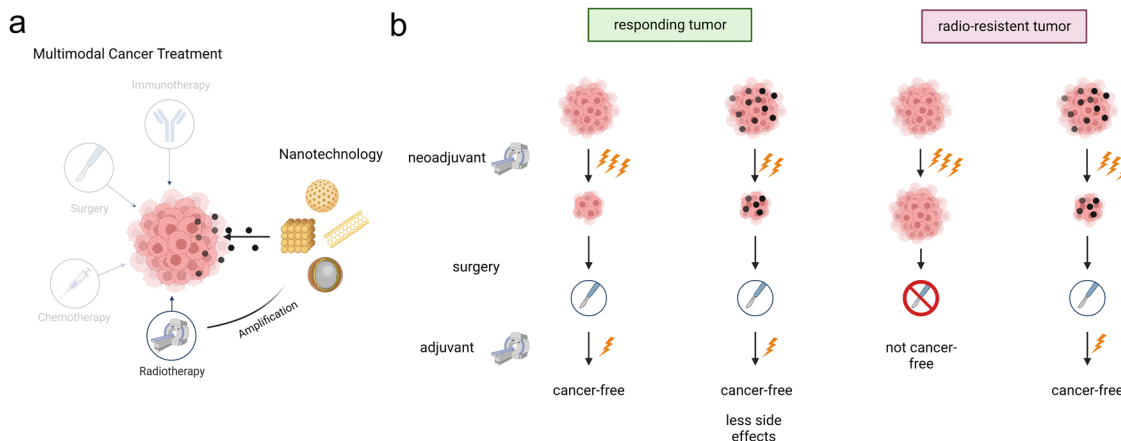 a
Multimodal Cancer Treatment
Immunotherapy
Nanotechnology
Surgery
Chemotherapy
Amplification
Radiotherapy
b
responding tumor
radio-resistent tumor
neoadjuvant
surgery
adjuvant
not cancer-
free
cancer-free
cancer-free
cancer-free
less side
effects